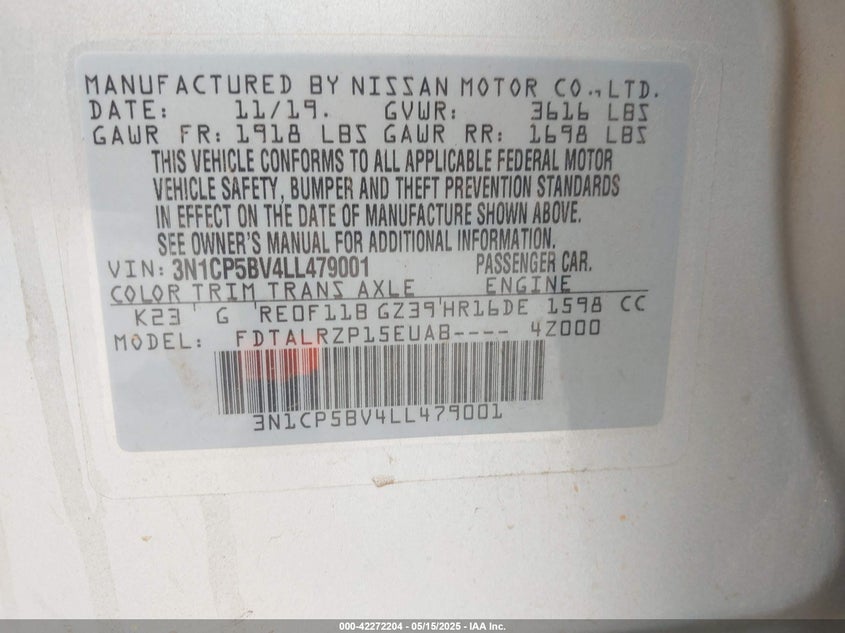 MANUFACTURED BY NISSAN MOTOR CO.,LTD.
DATE: 11/19. GVWR: 3616 LBS
GAWR FR: 1918 LBS GAWR RR: 1698 LBS
THIS VEHICLE CONFORMS TO ALL APPLICABLE FEDERAL MOTOR
VEHICLE SAFETY, BUMPER AND THEFT PREVENTION STANDARDS
IN EFFECT ON THE DATE OF MANUFACTURE SHOWN ABOVE.
SEE OWNER'S MANUAL FOR ADDITIONAL INFORMATION.
VIN: 3N1CP5BV4LL479001 PASSENGER CAR.
COLOR TRIM TRANS AXLE ENGINE
K23 G RE0F11B GZ39 HR16DE 1598 CC
MODEL: FDTALRZP15EUAB---- 4Z000
3N1CP5BV4LL479001
000-42272204 - 05/15/2025 - IAA Inc.